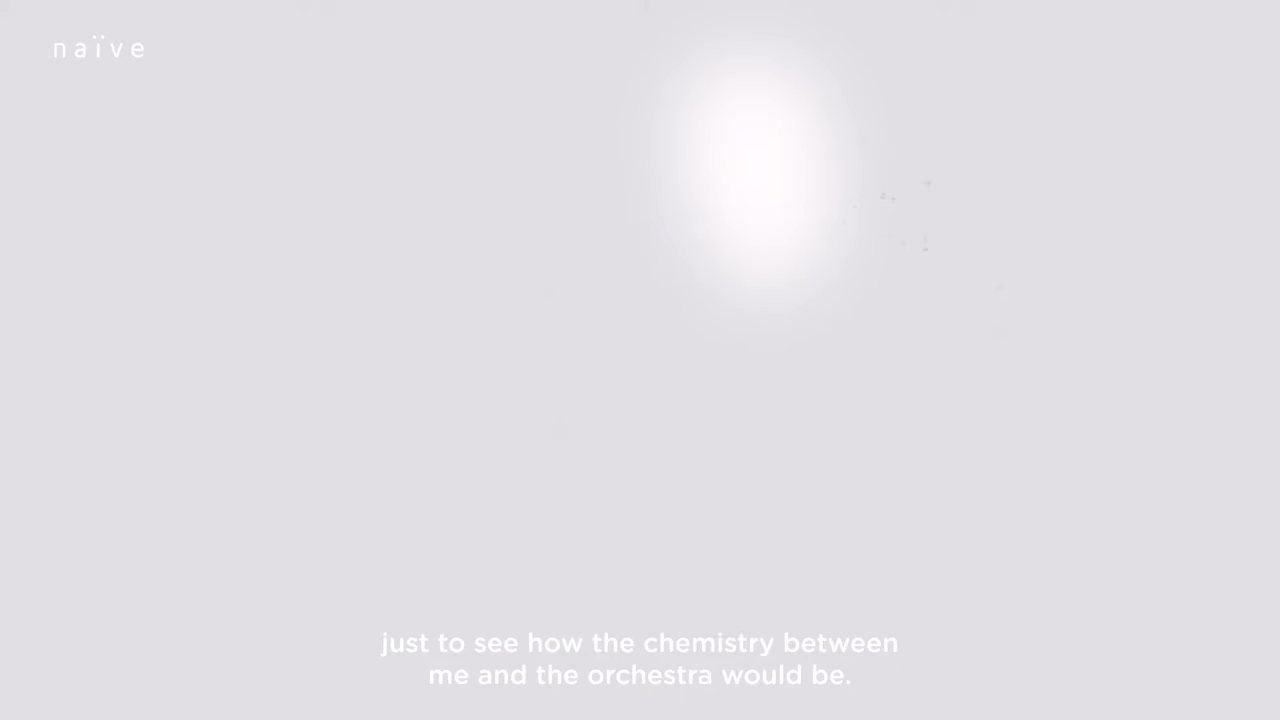 naïve
just to see how the chemistry between
me and the orchestra would be.